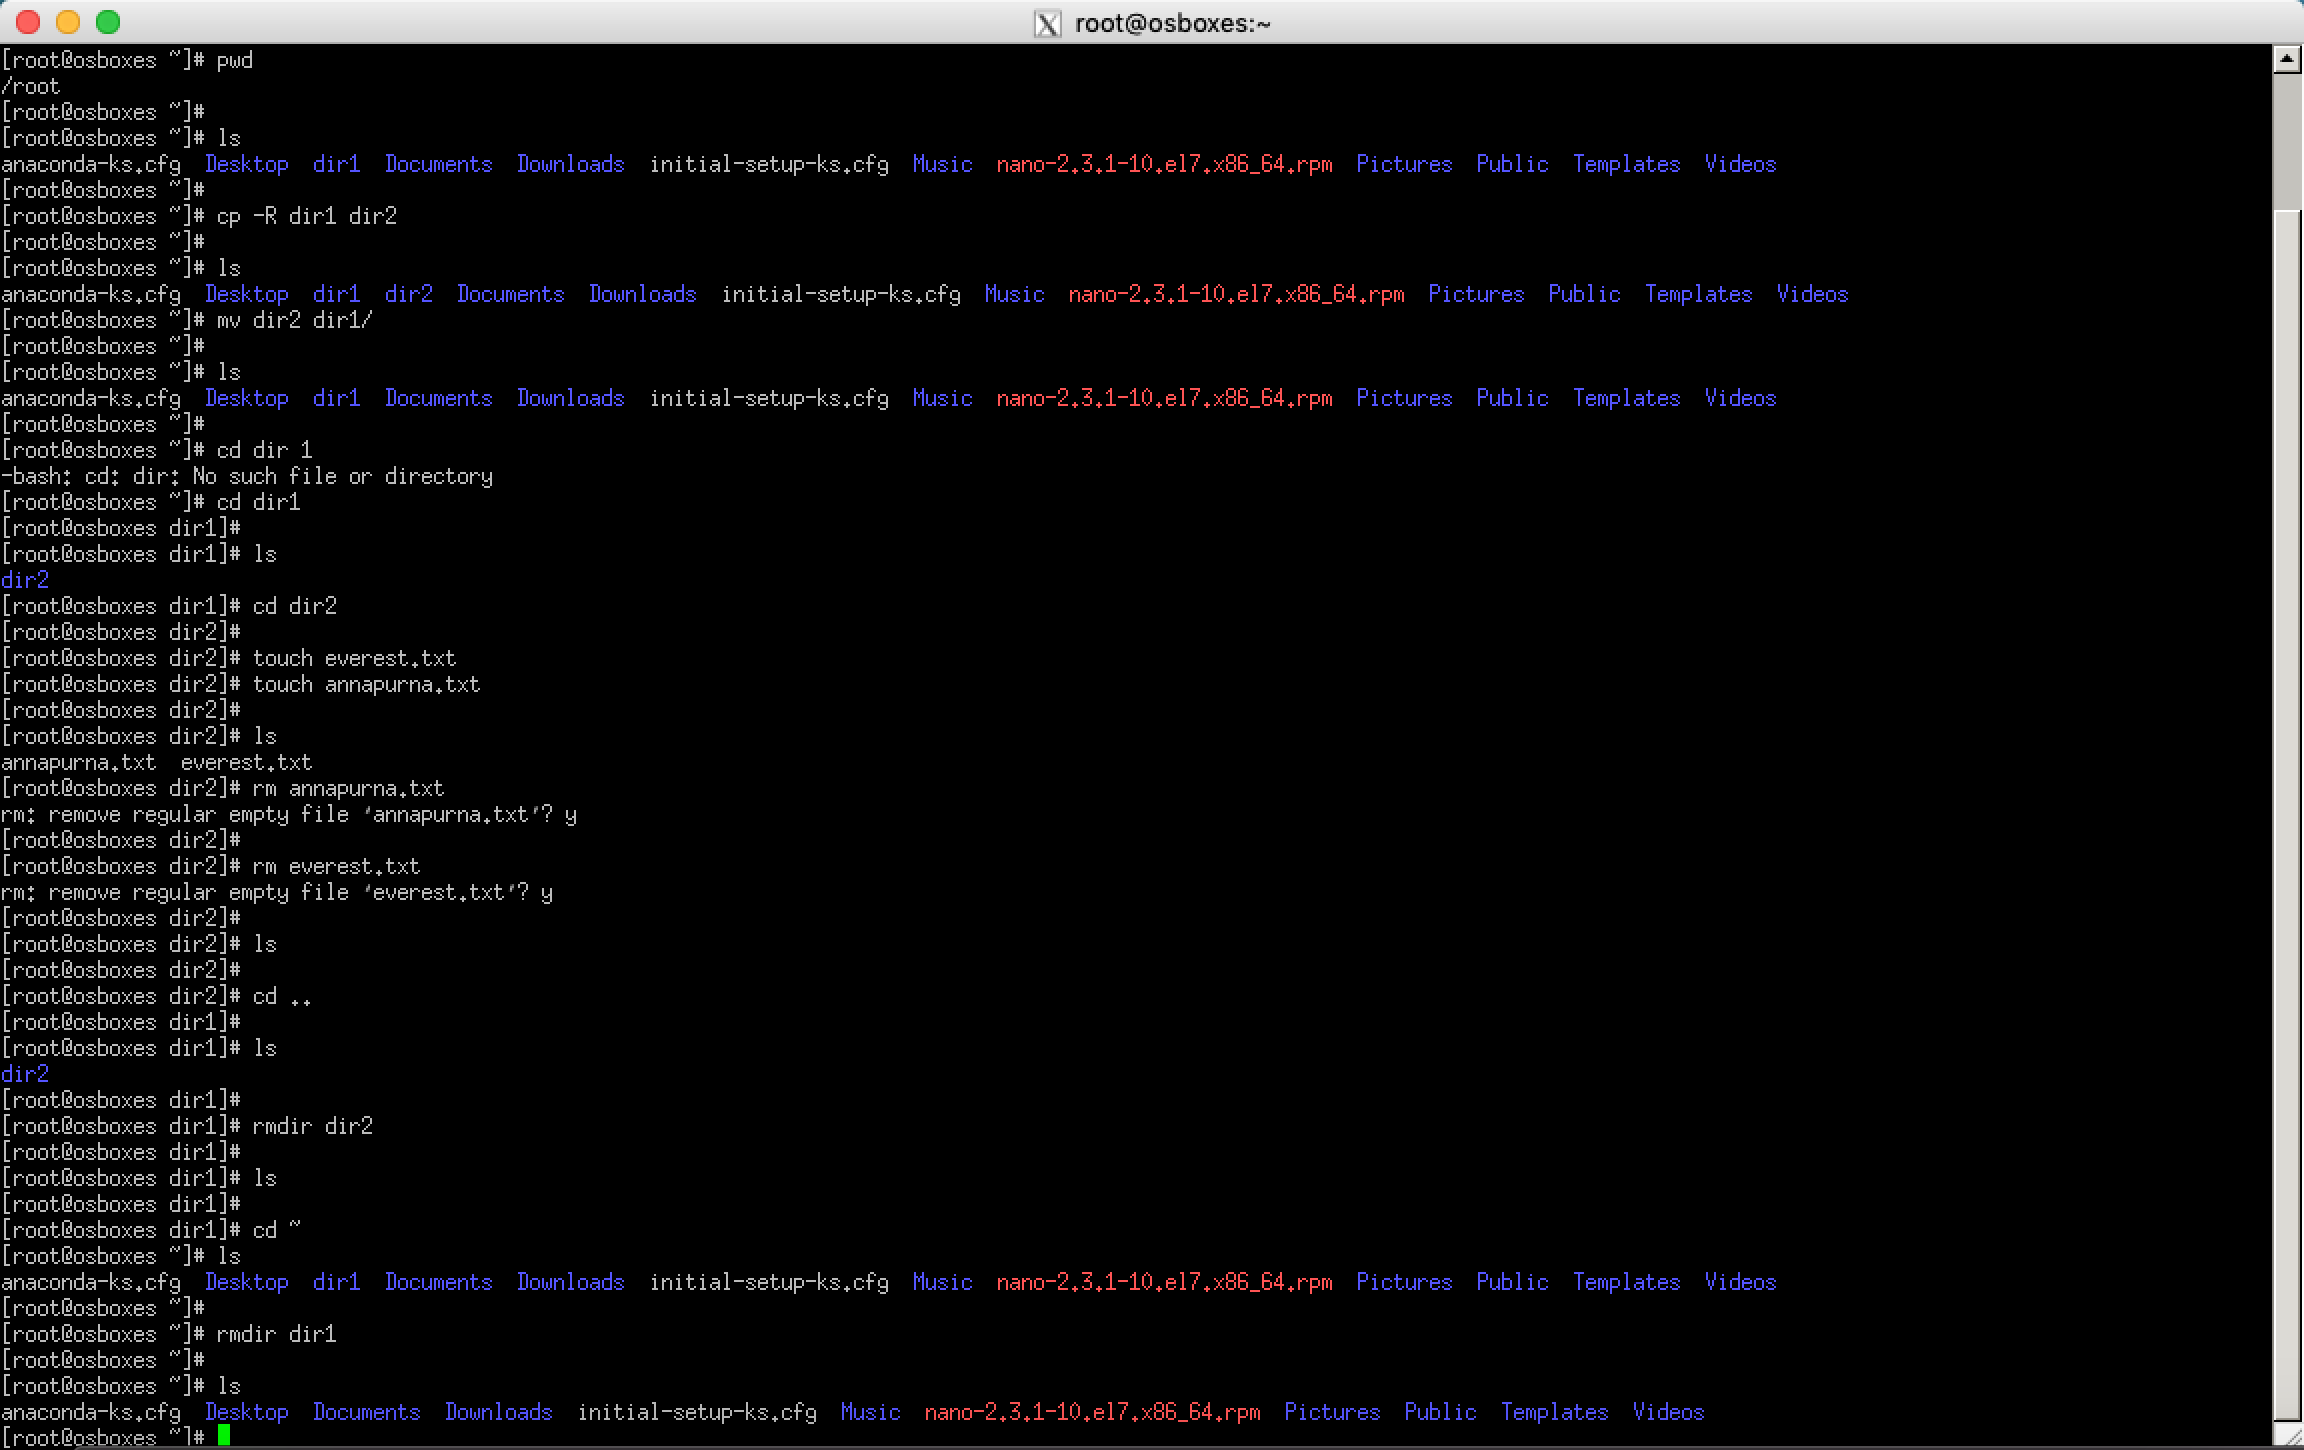 root@osboxes:~
[root@osboxes ~]# pwd
/root
[root@osboxes ~]#
[root@osboxes ~]# ls
anaconda-ks.cfg  Desktop  dir1  Documents  Downloads  initial-setup-ks.cfg  Music  nano-2.3.1-10.el7.x86_64.rpm  Pictures  Public  Templates  Videos
[root@osboxes ~]#
[root@osboxes ~]# cp -R dir1 dir2
[root@osboxes ~]#
[root@osboxes ~]# ls
anaconda-ks.cfg  Desktop  dir1  dir2  Documents  Downloads  initial-setup-ks.cfg  Music  nano-2.3.1-10.el7.x86_64.rpm  Pictures  Public  Templates  Videos
[root@osboxes ~]# mv dir2 dir1/
[root@osboxes ~]#
[root@osboxes ~]# ls
anaconda-ks.cfg  Desktop  dir1  Documents  Downloads  initial-setup-ks.cfg  Music  nano-2.3.1-10.el7.x86_64.rpm  Pictures  Public  Templates  Videos
[root@osboxes ~]#
[root@osboxes ~]# cd dir 1
-bash: cd: dir: No such file or directory
[root@osboxes ~]# cd dir1
[root@osboxes dir1]#
[root@osboxes dir1]# ls
dir2
[root@osboxes dir1]# cd dir2
[root@osboxes dir2]#
[root@osboxes dir2]# touch everest.txt
[root@osboxes dir2]# touch annapurna.txt
[root@osboxes dir2]#
[root@osboxes dir2]# ls
annapurna.txt  everest.txt
[root@osboxes dir2]# rm annapurna.txt
rm: remove regular empty file ‘annapurna.txt’? y
[root@osboxes dir2]#
[root@osboxes dir2]# rm everest.txt
rm: remove regular empty file ‘everest.txt’? y
[root@osboxes dir2]#
[root@osboxes dir2]# ls
[root@osboxes dir2]#
[root@osboxes dir2]# cd ..
[root@osboxes dir1]#
[root@osboxes dir1]# ls
dir2
[root@osboxes dir1]#
[root@osboxes dir1]# rmdir dir2
[root@osboxes dir1]#
[root@osboxes dir1]# ls
[root@osboxes dir1]#
[root@osboxes dir1]# cd ~
[root@osboxes ~]# ls
anaconda-ks.cfg  Desktop  dir1  Documents  Downloads  initial-setup-ks.cfg  Music  nano-2.3.1-10.el7.x86_64.rpm  Pictures  Public  Templates  Videos
[root@osboxes ~]#
[root@osboxes ~]# rmdir dir1
[root@osboxes ~]#
[root@osboxes ~]# ls
anaconda-ks.cfg  Desktop  Documents  Downloads  initial-setup-ks.cfg  Music  nano-2.3.1-10.el7.x86_64.rpm  Pictures  Public  Templates  Videos
[root@osboxes ~]#